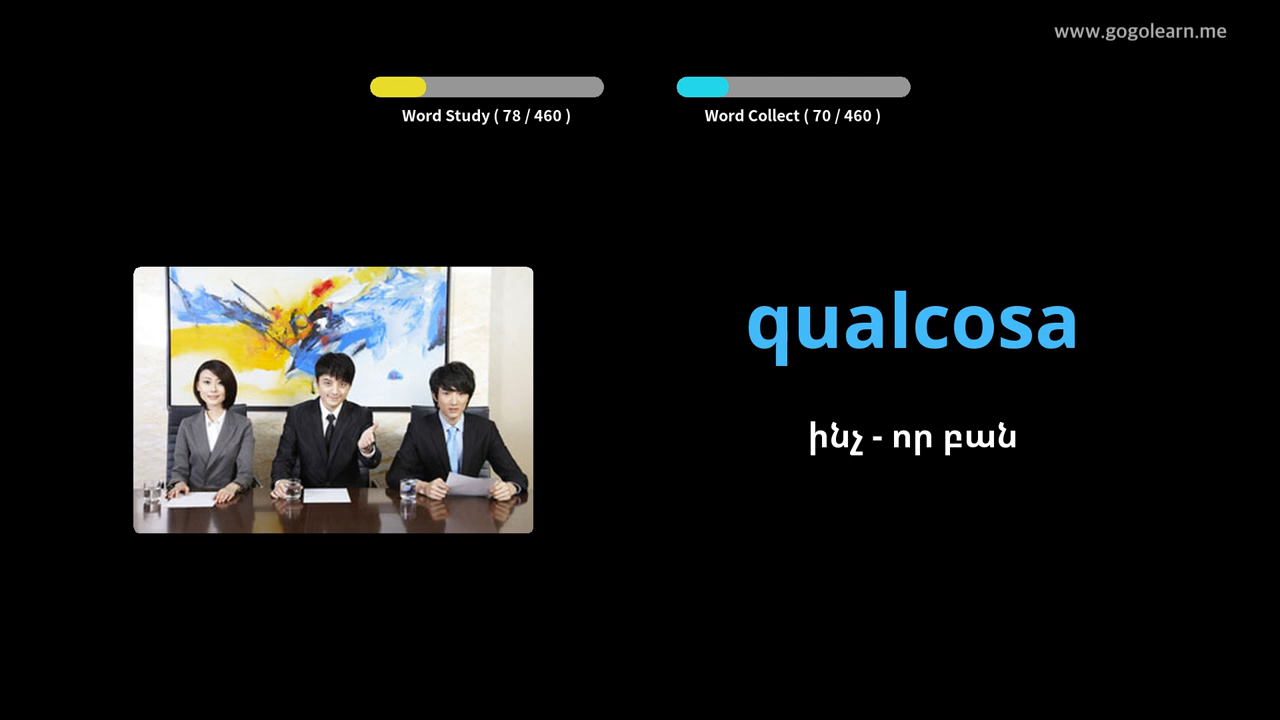 www.gogolearn.me
Word Study ( 78 / 460 )
Word Collect ( 70 / 460 )
qualcosa
ինչ - որ բան